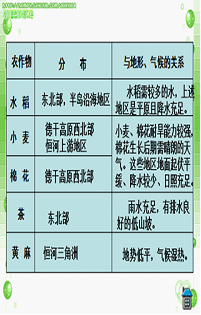 农作物 分 布 与地形、气候的关系
水 稻 东北部,半岛沿海地区 水稻需较多的水,上述
地区是平原且降水充足。
小 麦 德干高原西北部
恒河上游地区
小麦、棉花耐旱能力较强。
棉花生长后期需晴朗的天
气。这些地区地面起伏平
缓、降水较少、日照充足。
棉 花 德干高原西北部
茶 东北部 雨水充足,有排水良
好的低山坡。
黄 麻 恒河三角洲 地势低平,气候湿热。